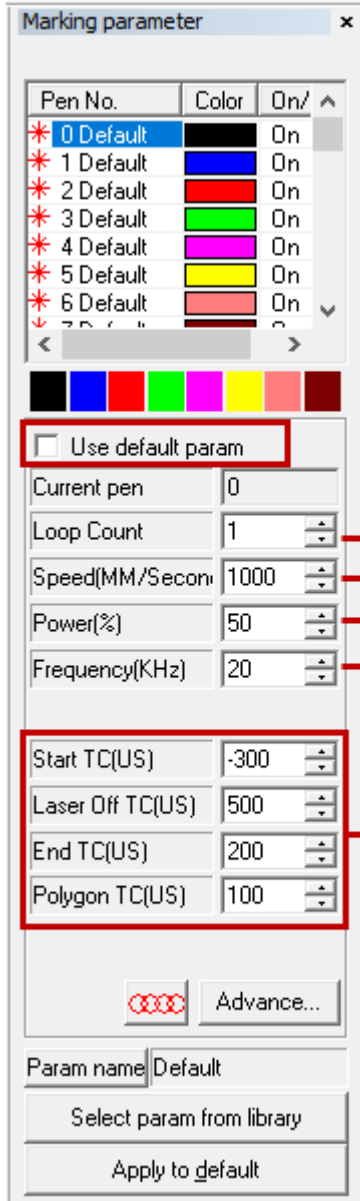 Marking parameter x
Pen No. Color On/
0 Default On
1 Default On
2 Default On
3 Default On
4 Default On
5 Default On
6 Default On
Use default param
Current pen 0
Loop Count 1
Speed(MM/Secon 1000
Power(%) 50
Frequency(KHz) 20
Start TC(US) -300
Laser Off TC(US) 500
End TC(US) 200
Polygon TC(US) 100
Advance...
Param name Default
Select param from library
Apply to default